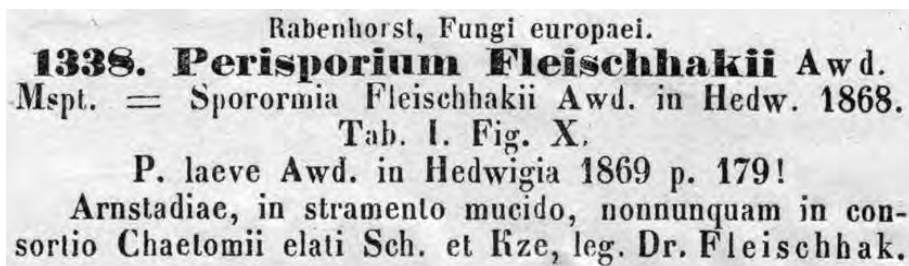 Rabenhorst, Fungi europaei.
1338. Perisporium Fleischhakii Awd.
Mspt. = Sporormia Fleischhakii Awd. in Hedw. 1868.
Tab. I. Fig. X.
P. laeve Awd. in Hedwigia 1869 p. 179!
Arnstadiae, in stramento mucido, nonnunquam in con-
sortio Chaetomii elati Sch. et Kze, leg. Dr. Fleischhak.